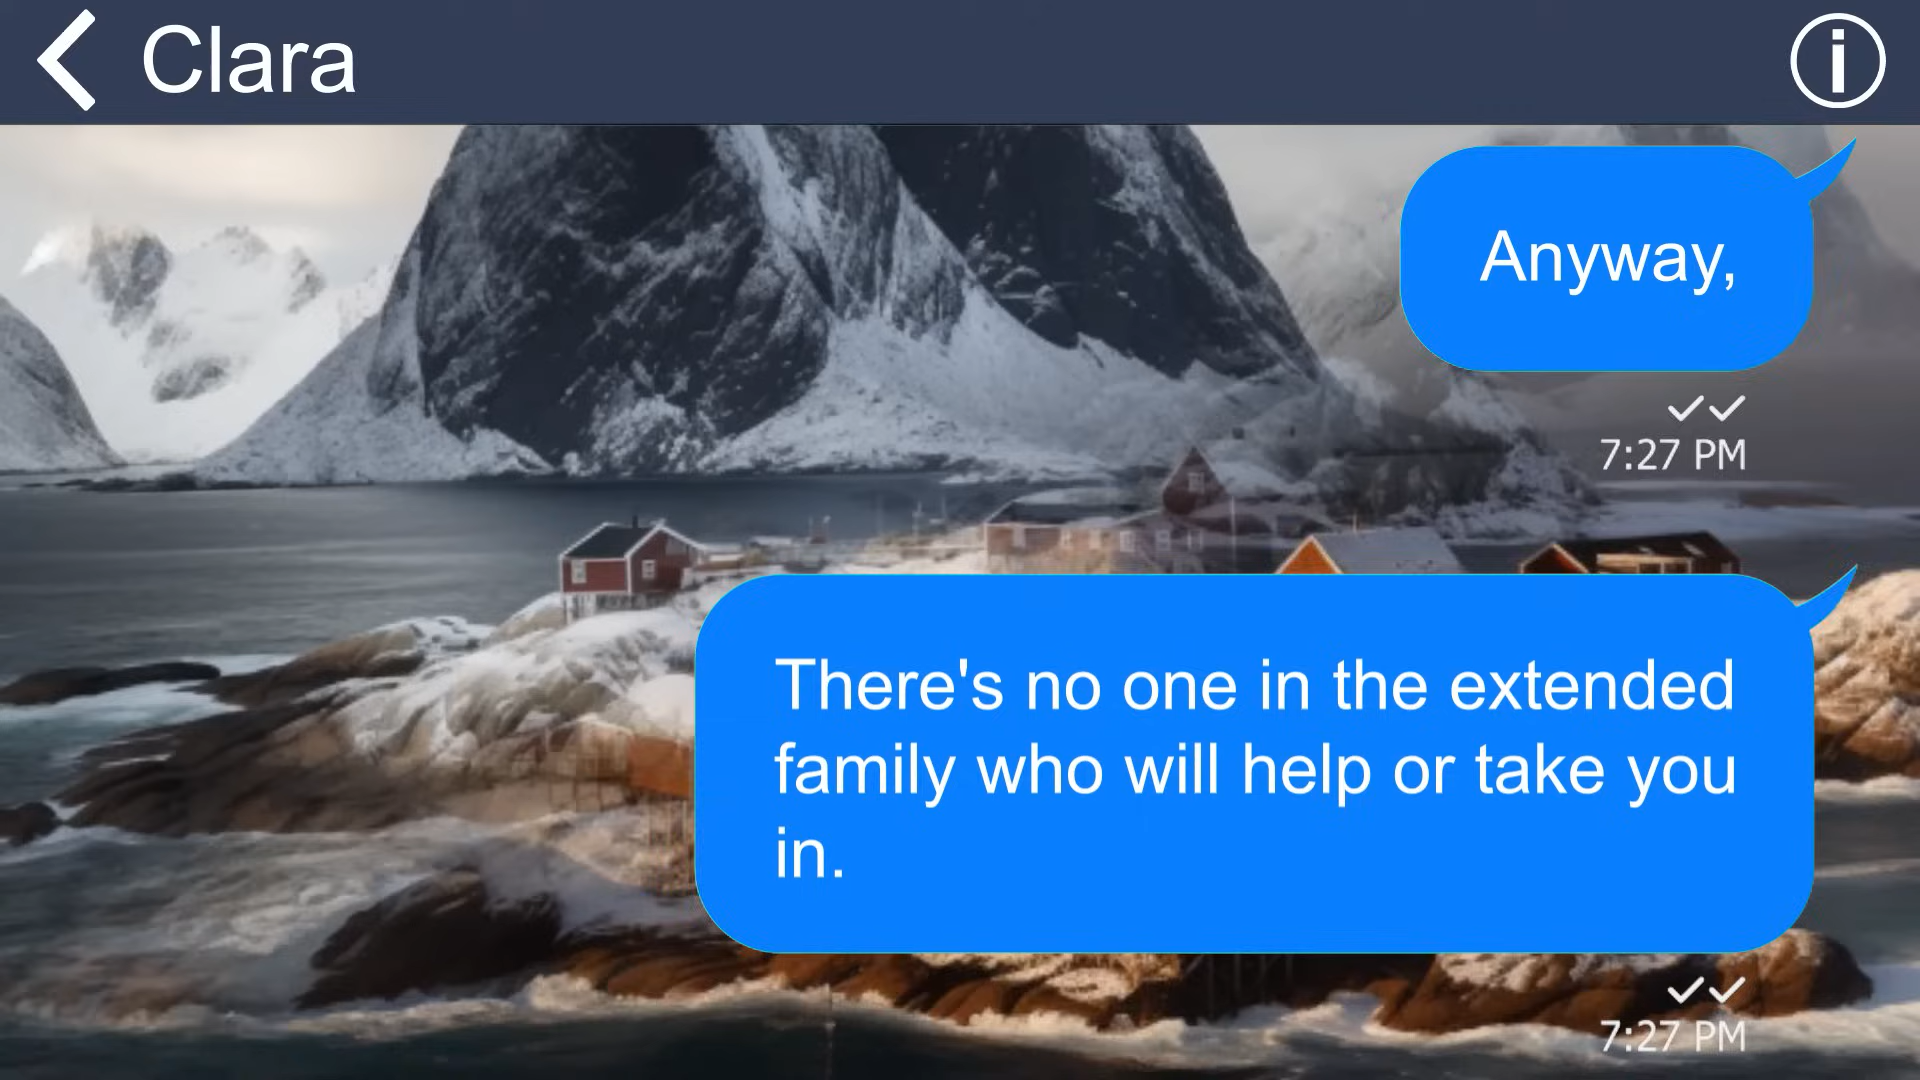 Clara
Anyway,
7:27 PM
There's no one in the extended
family who will help or take you
in.
7:27 PM